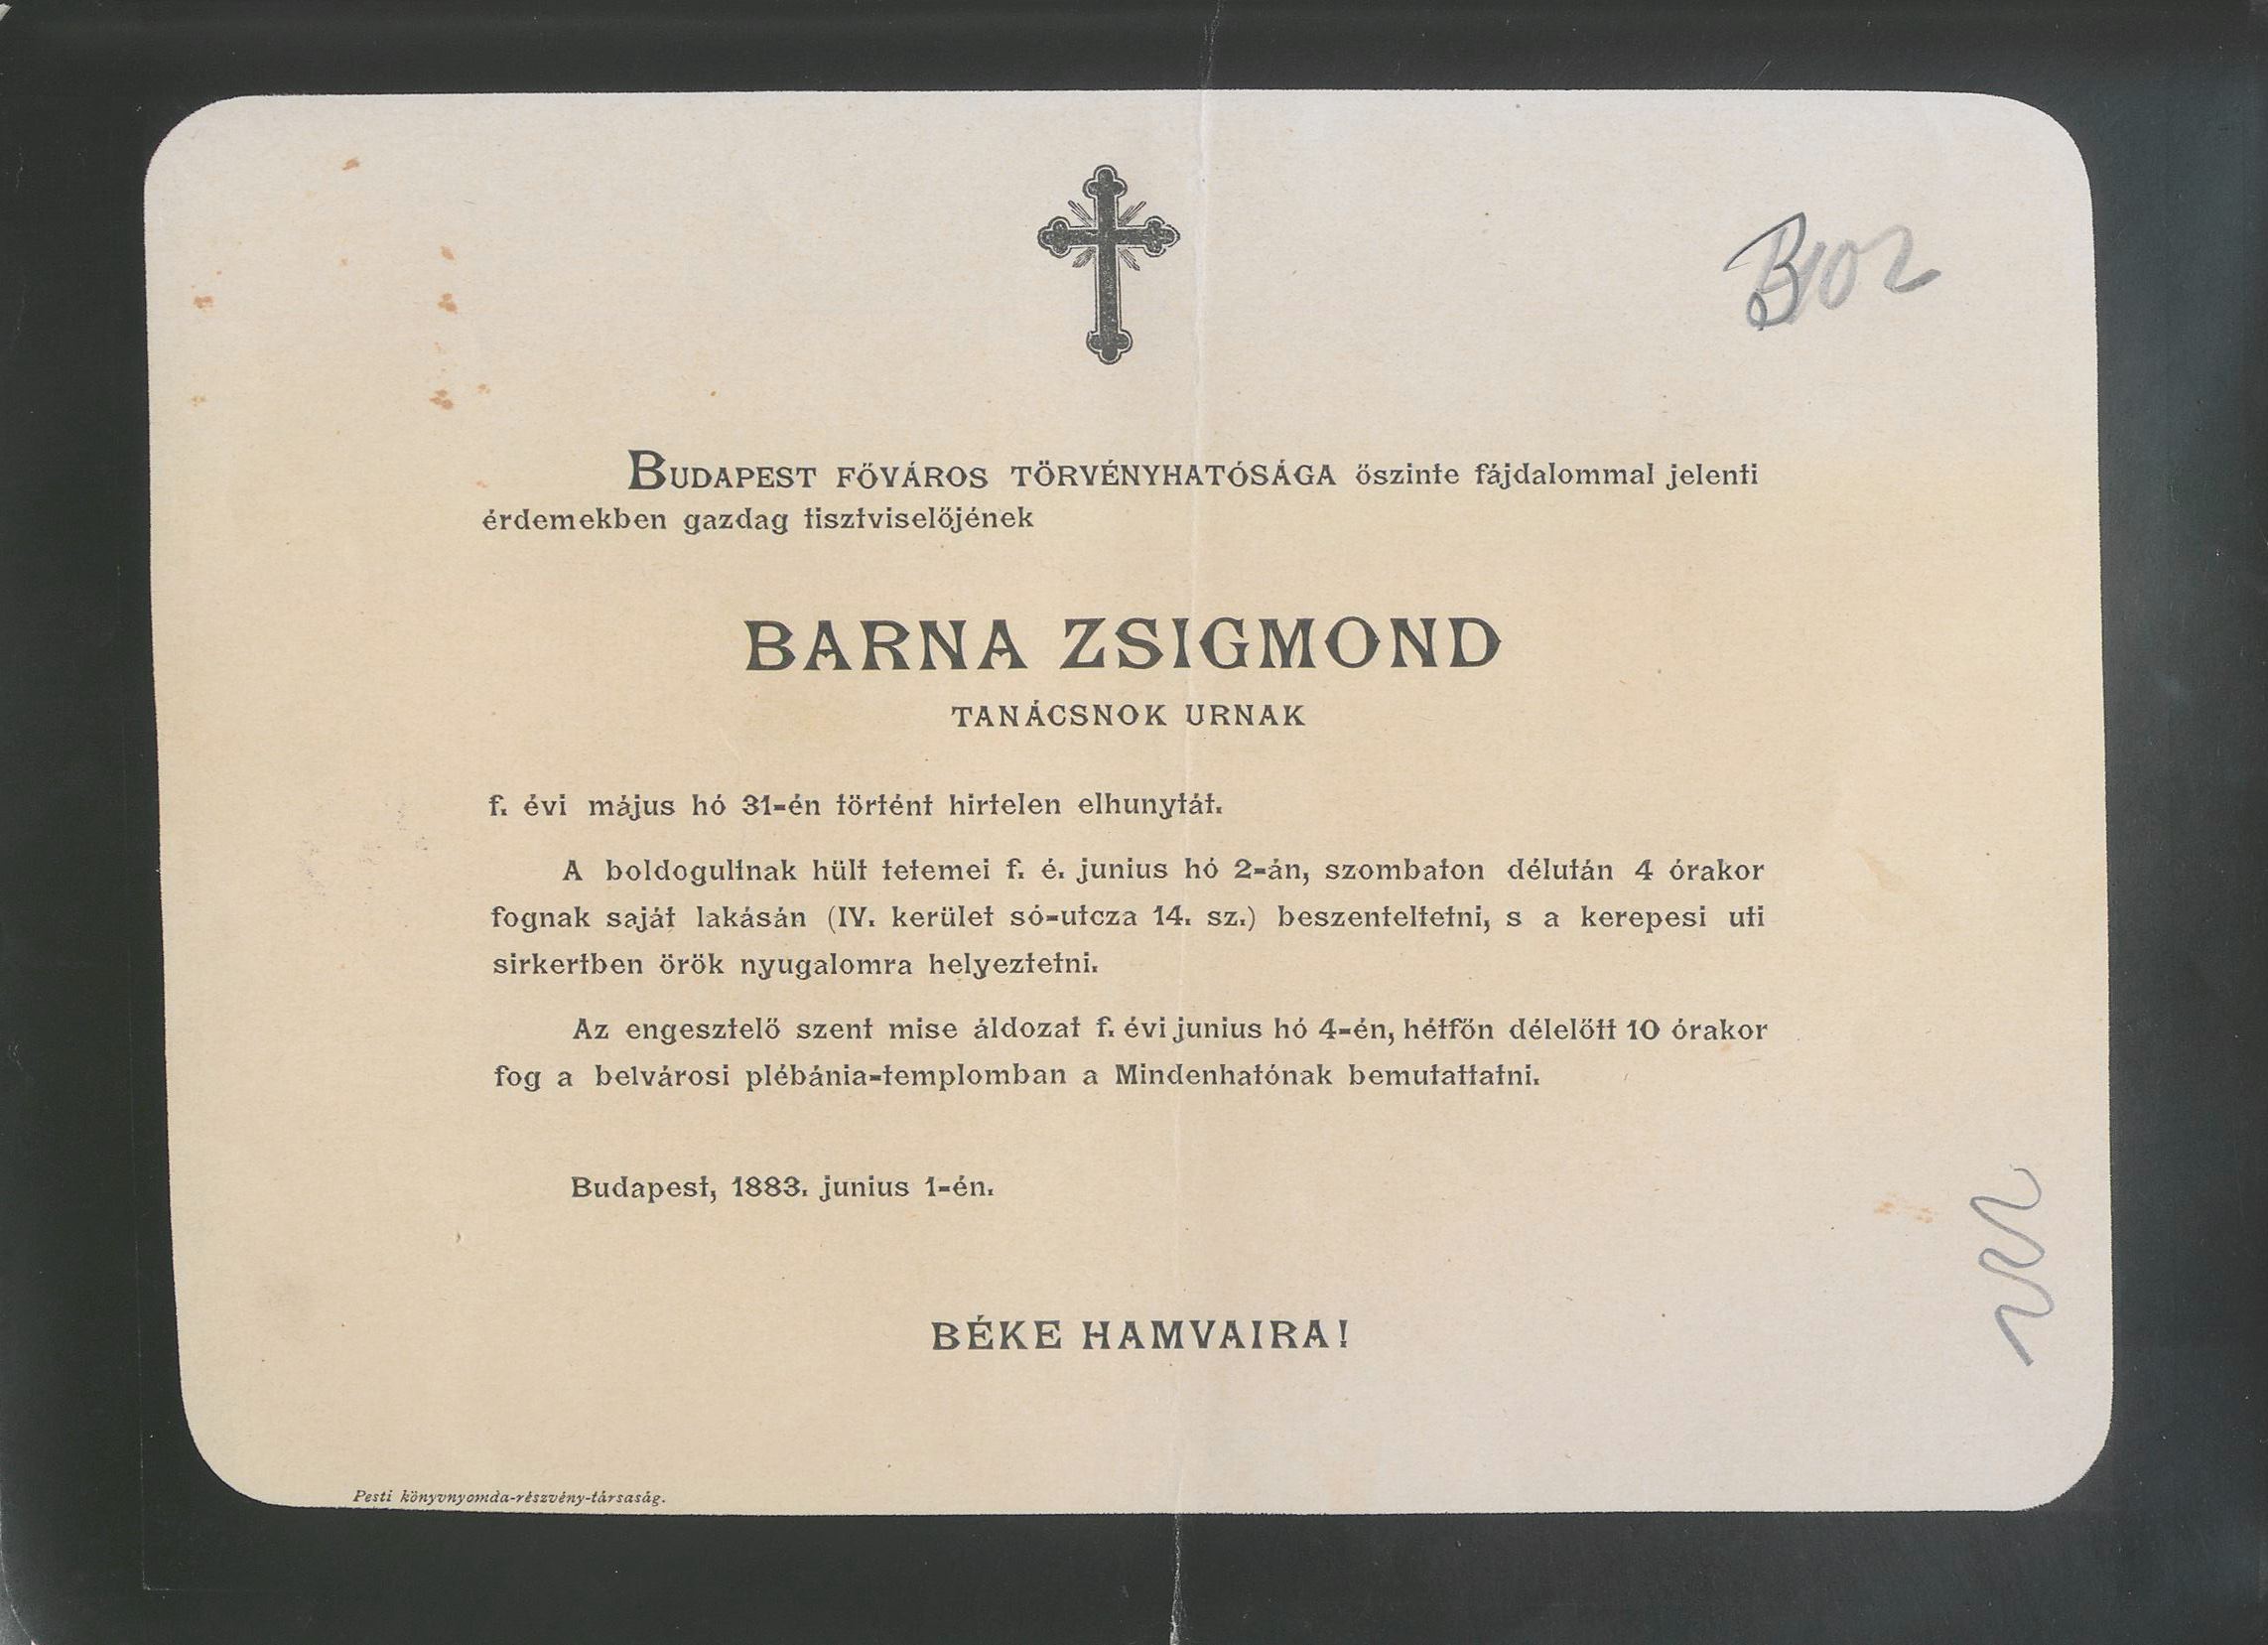 BUDAPEST FŐVÁROS TÖRVÉNYHATÓSÁGA őszinte fájdalommal jelenti
érdemekben gazdag tisztviselőjének
BARNA ZSIGMOND
TANÁCSNOK URNAK
f. évi május hó 31-én történt hirtelen elhunytát.
A boldogultnak hült tetemei f. é. junius hó 2-án, szombaton délután 4 órakor
fognak saját lakásán (IV. kerület só-utcza 14. sz.) beszenteltetni, s a kerepesi uti
sirkertben örök nyugalomra helyeztetni.
Az engesztelő szent mise áldozat f. évi junius hó 4-én, hétfőn délelőtt 10 órakor
fog a belvárosi plébánia-templomban a Mindenhatónak bemutattatni.
Budapest, 1883. junius 1-én.
BÉKE HAMVAIRA!
Pesti könyvnyomda-részvény-társaság.